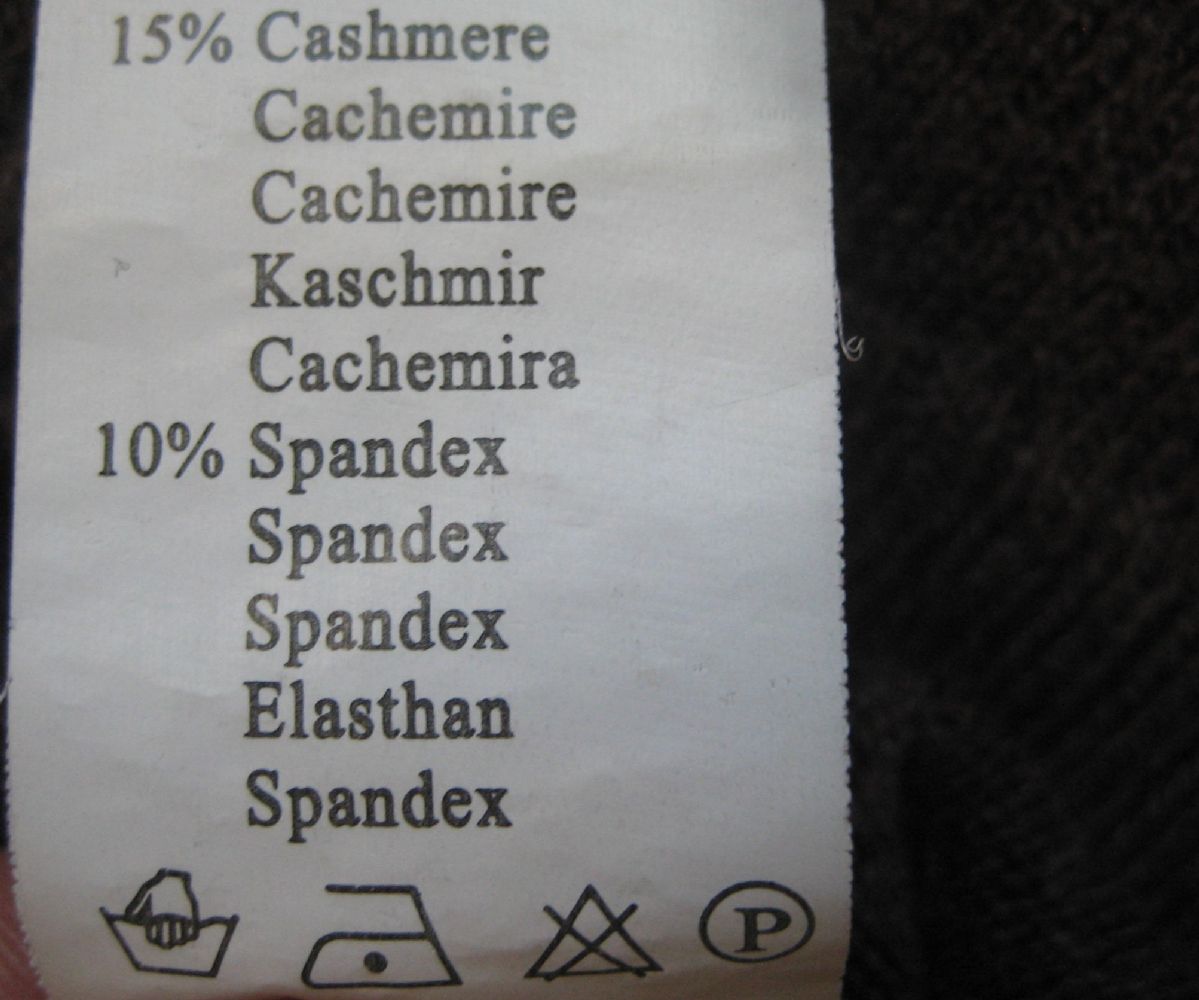 15% Cashmere
Cachemire
Cachemire
Kaschmir
Cachemira
10% Spandex
Spandex
Spandex
Elasthan
Spandex
P